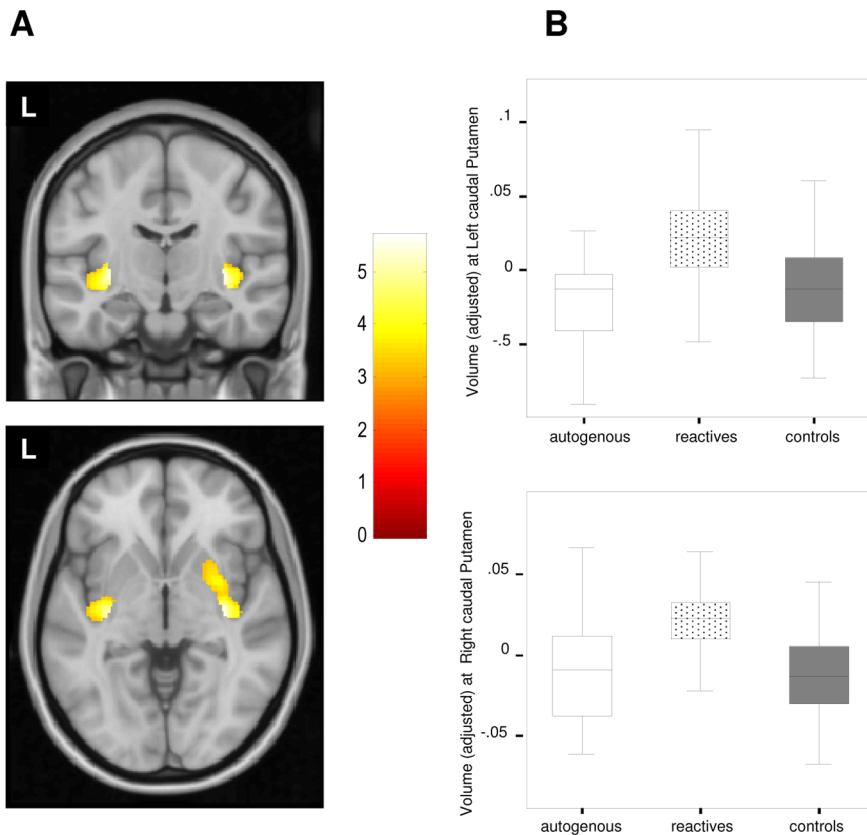 A
L
L
5
4
3
2
1
0
B
Volume (adjusted) at Left caudal Putamen
.1
.05
0
-.5
autogenous reactives controls
Volume (adjusted) at Right caudal Putamen
.05
0
-.05
autogenous reactives controls